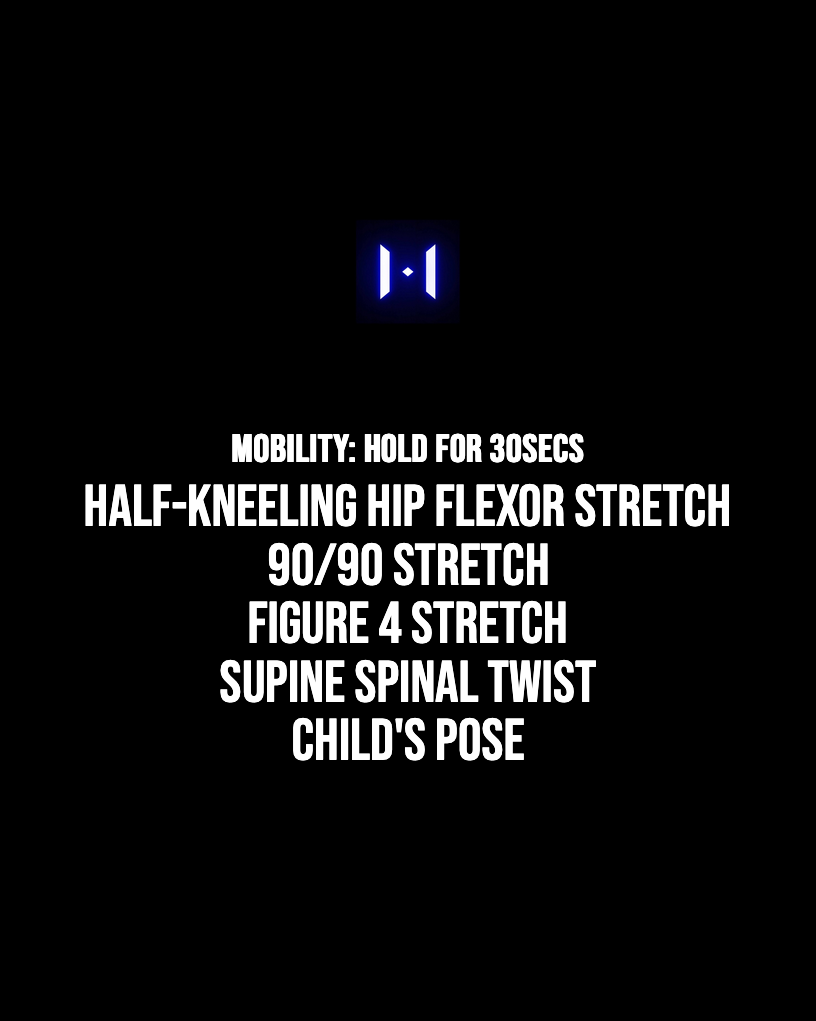 MOBILITY: HOLD FOR 30SECS
HALF-KNEELING HIP FLEXOR STRETCH
90/90 STRETCH
FIGURE 4 STRETCH
SUPINE SPINAL TWIST
CHILD'S POSE